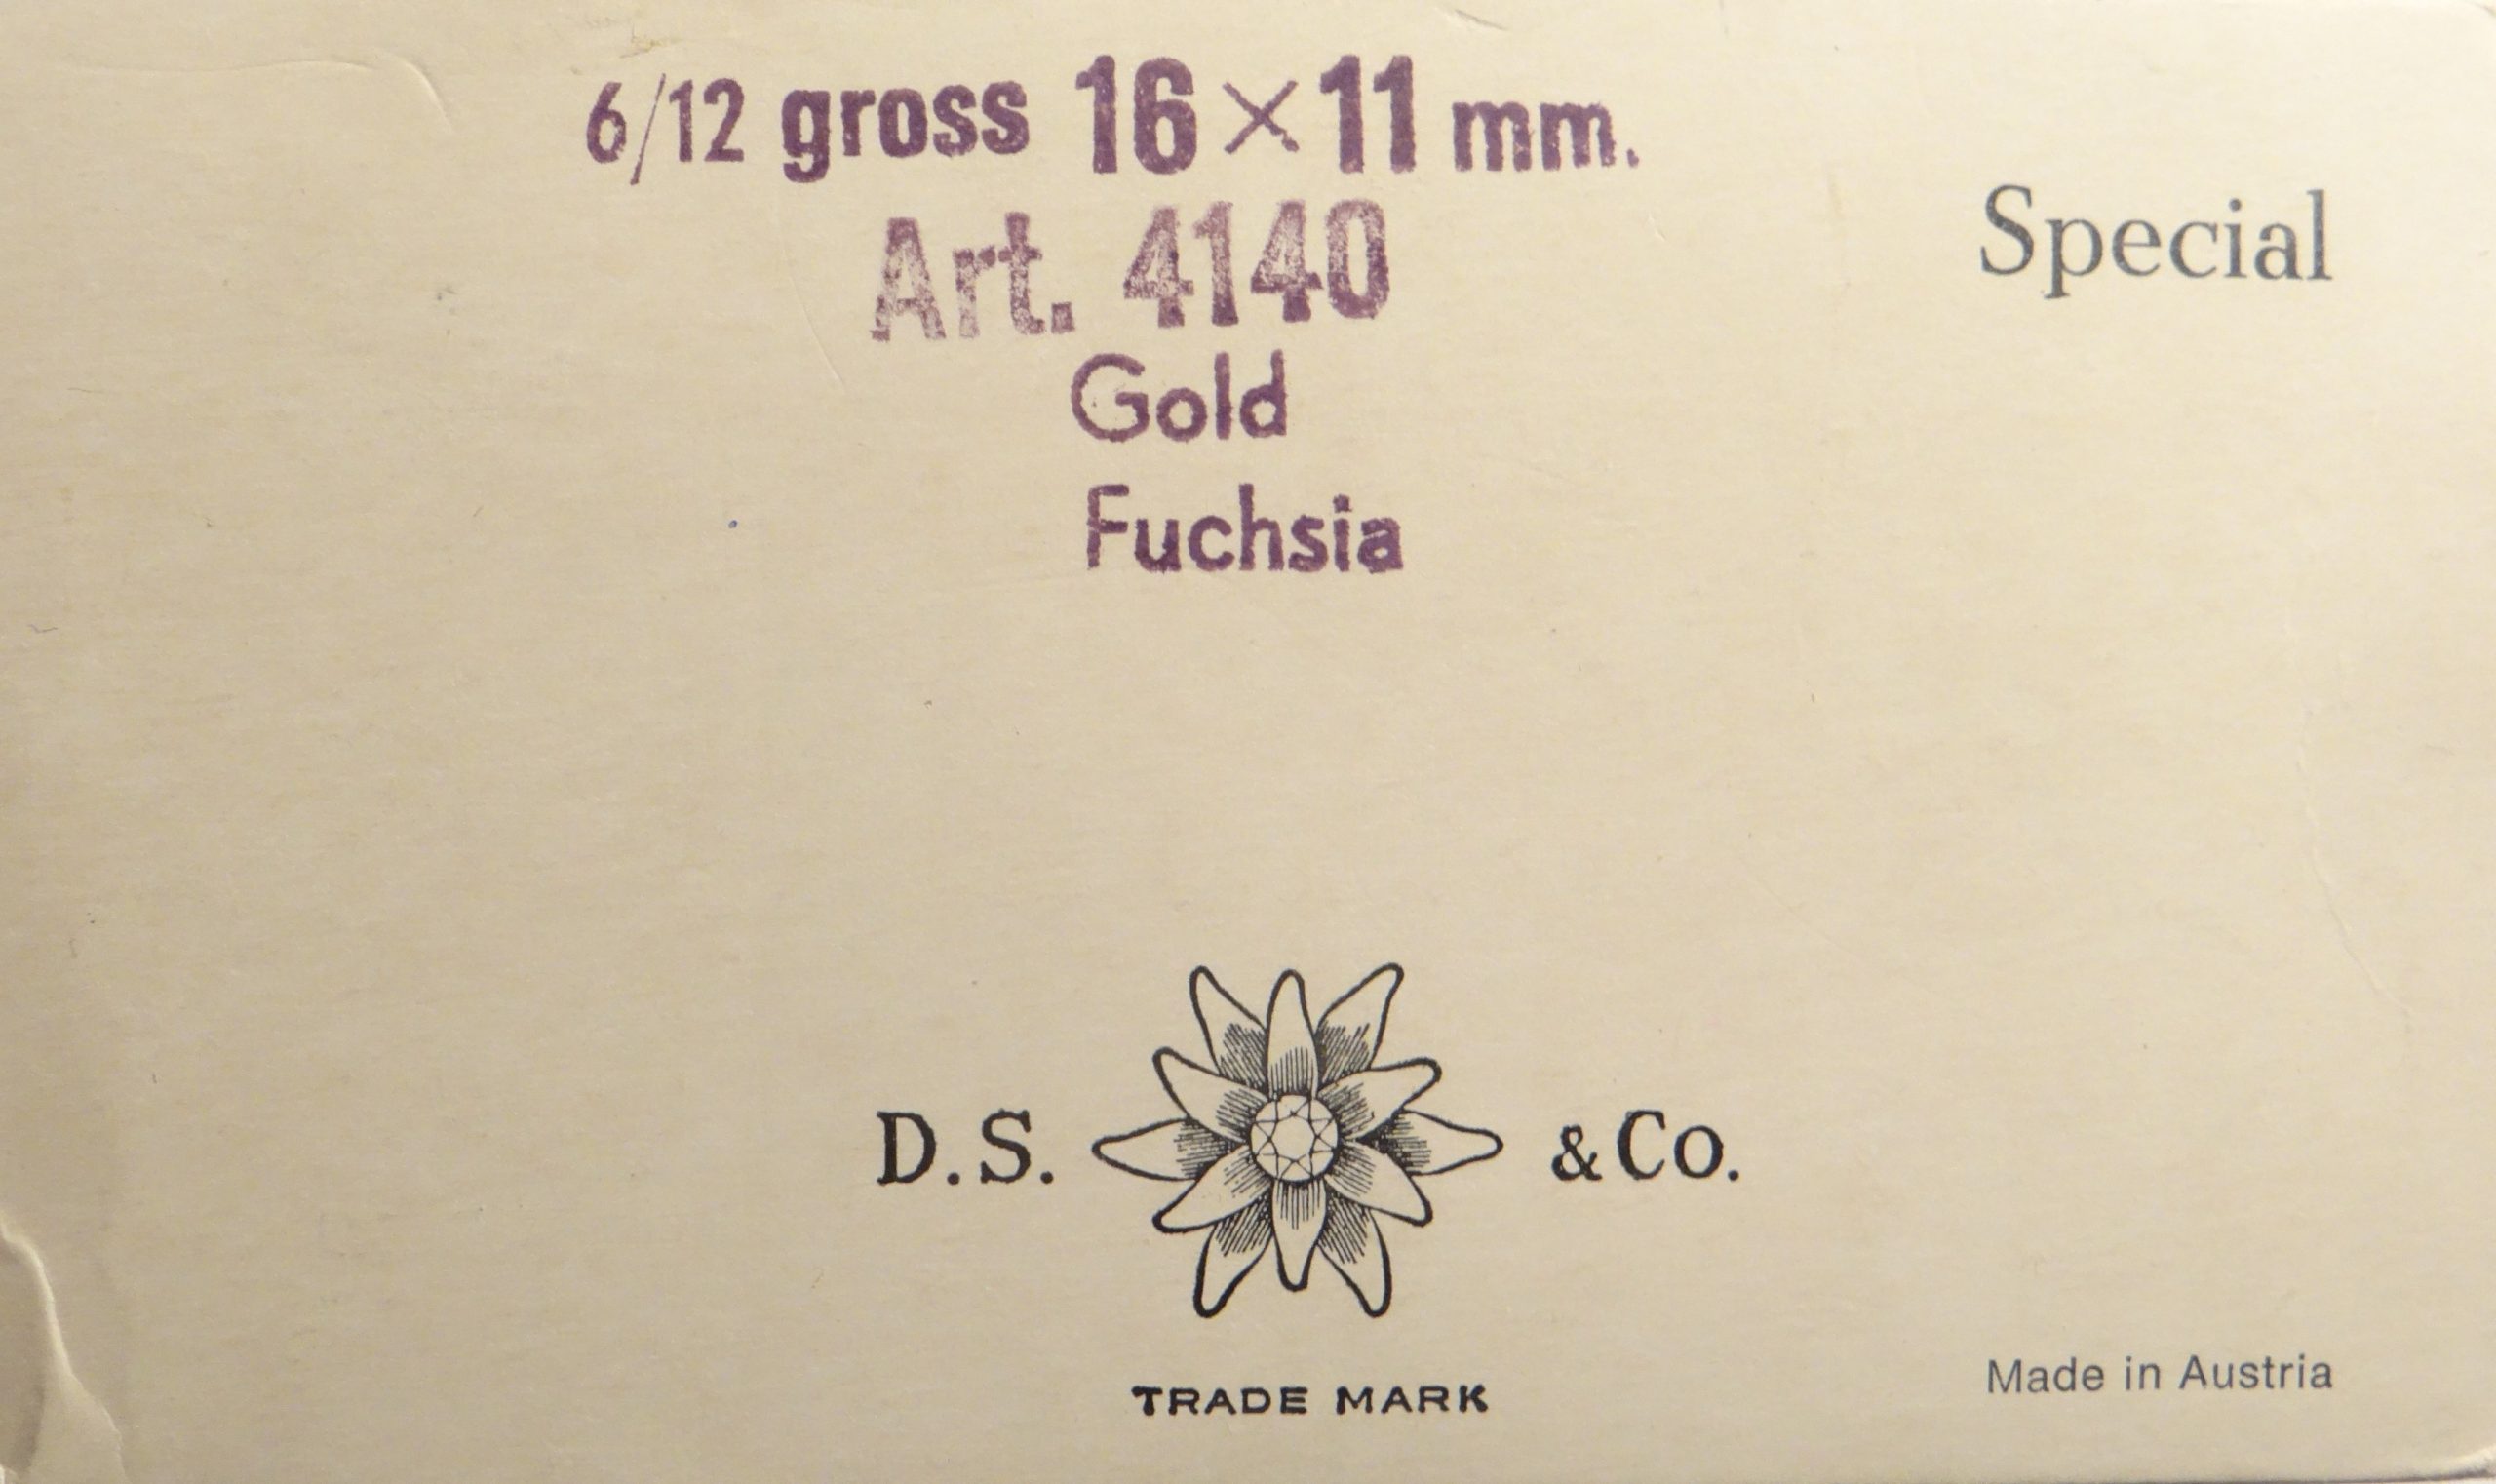 6/12 gross 16×11 mm.
Art. 4140
Special
Gold
Fuchsia
D.S. & Co.
TRADE MARK
Made in Austria